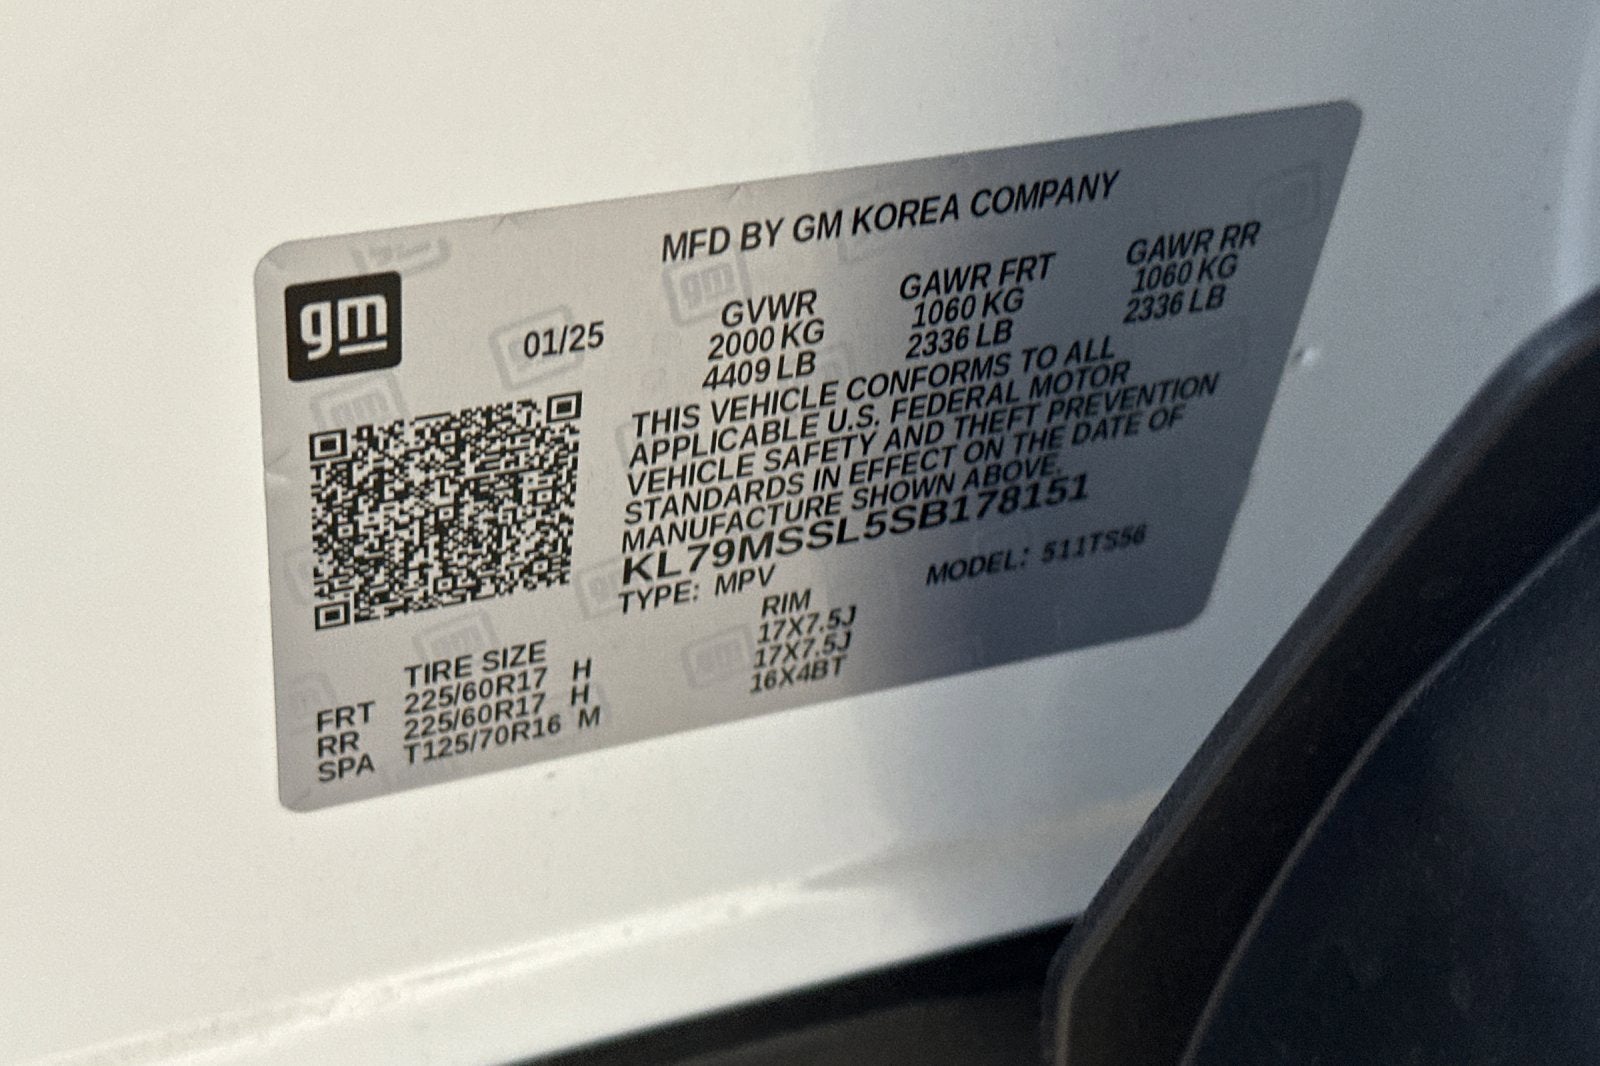 MFD BY GM KOREA COMPANY
gm
01/25
GVWR
2000 KG
4409 LB
GAWR FRT
1060 KG
2336 LB
GAWR RR
1060 KG
2336 LB
THIS VEHICLE CONFORMS TO ALL
APPLICABLE U.S. FEDERAL MOTOR
VEHICLE SAFETY AND THEFT PREVENTION
STANDARDS IN EFFECT ON THE DATE OF
MANUFACTURE SHOWN ABOVE.
KL79MSSL5SB178151
TYPE: MPV MODEL: 511TS56
TIRE SIZE RIM
FRT 225/60R17 H 17X7.5J
RR 225/60R17 H 17X7.5J
SPA T125/70R16 M 16X4BT